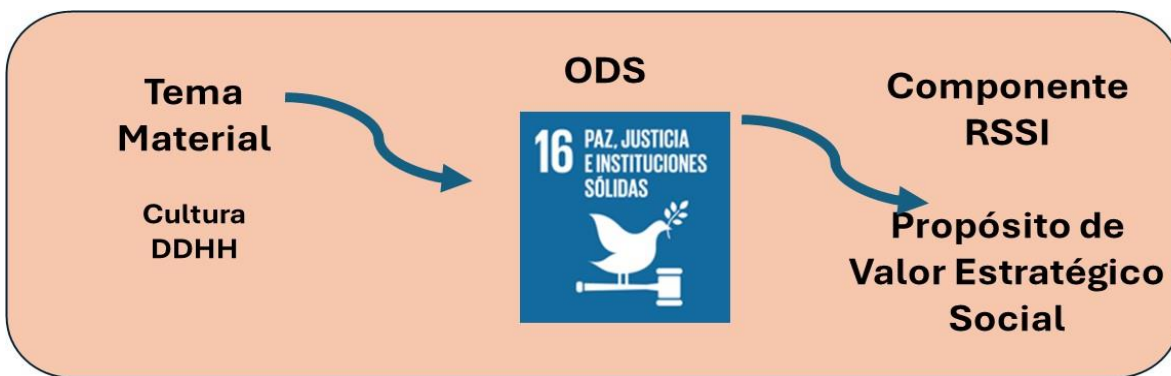 Tema
Material
Cultura
DDHH
ODS
16 PAZ, JUSTICIA
E INSTITUCIONES
SÓLIDAS
Componente
RSSI
Propósito de
Valor Estratégico
Social